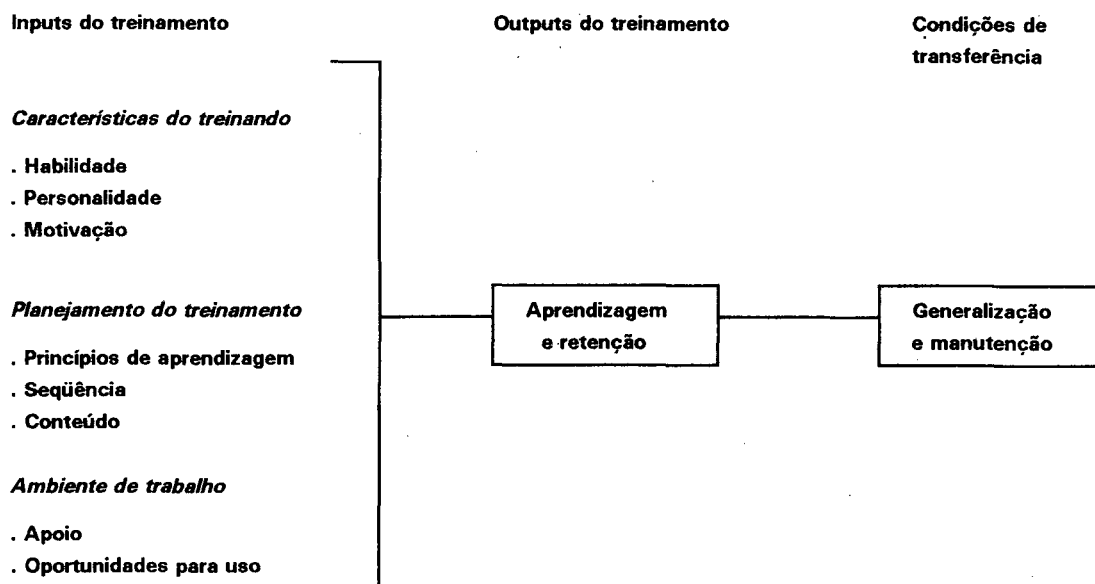 Inputs do treinamento
Outputs do treinamento
Condições de
transferência
Características do treinando
. Habilidade
. Personalidade
. Motivação
Planejamento do treinamento
. Princípios de aprendizagem
. Seqüência
. Conteúdo
Ambiente de trabalho
. Apoio
. Oportunidades para uso
Aprendizagem
e retenção
Generalização
e manutenção